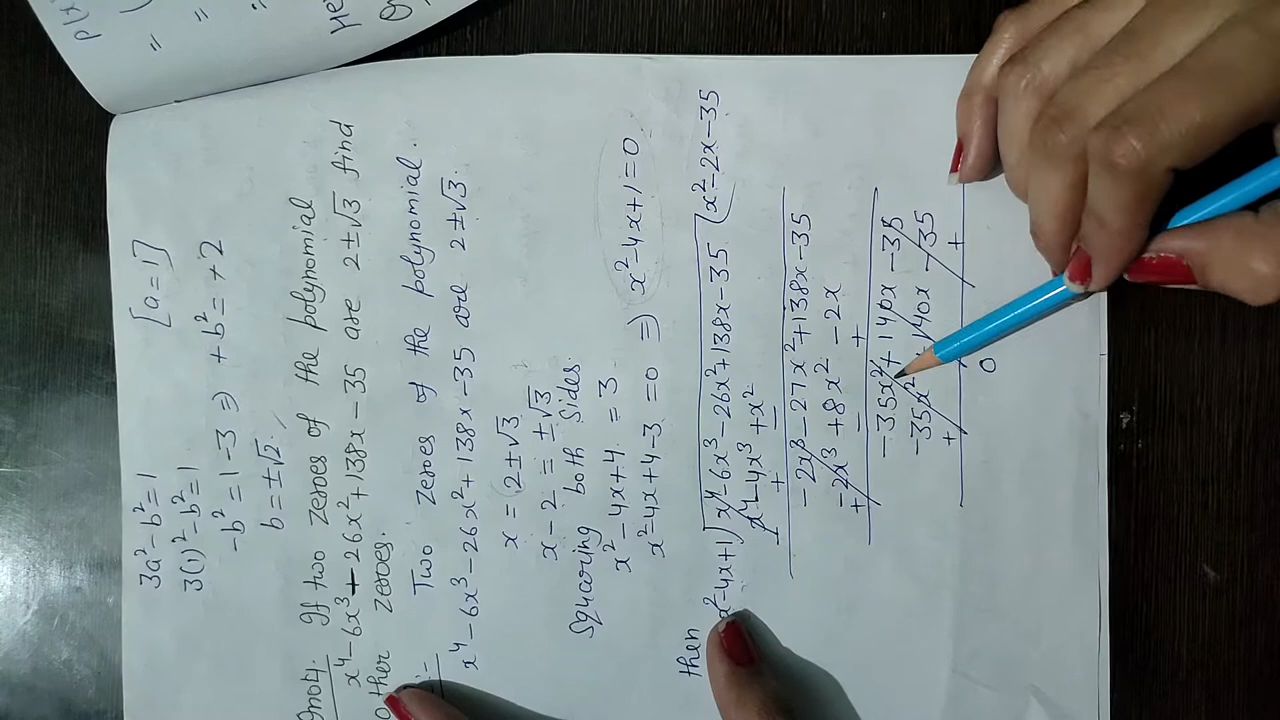 3a²-b²=1 [a=1]
3(1)²-b²=1
-b²=1-3 ⇒ +b²=+2
b=±√2.
If two zeroes of the polynomial
x⁴-6x³-26x²+138x-35 are 2±√3 find
other zeroes.
Two zeroes of the polynomial.
x⁴-6x³-26x²+138x-35 are 2±√3.
x=2±√3
x-2=±√3
Squaring both sides.
x²-4x+4=3
x²-4x+4-3=0 ⇒ x²-4x+1=0
then x²-4x+1)x⁴-6x³-26x²+138x-35(x²-2x-35
x⁴-4x³+x²
- + -
-2x³-27x²+138x-35
-2x³+8x²-2x
+ - +
-35x²+140x-35
-35x² 140x-35
+ +
0